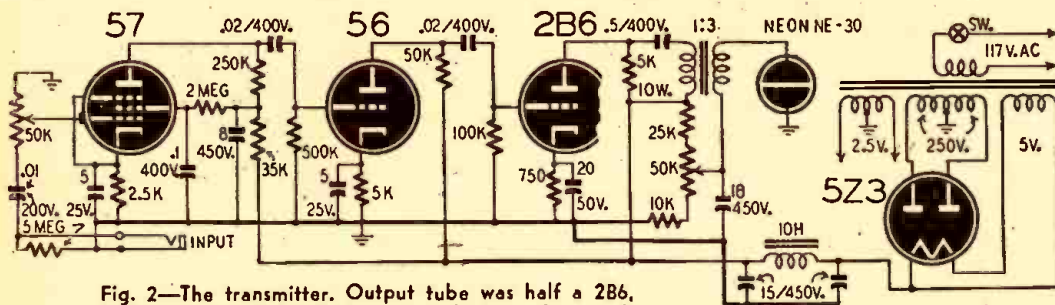 57
56
2B6
.02/400V.
.02/400V.
.5/400V.
1:3
NEON NE-30
SW.
117V.AC
250K
50K
5K
10W.
2 MEG
50K
8
450V.
.1
400V.
35K
500K
100K
25K
50K
2.5V.
250V.
5V.
.01
200V.
5
25V.
2.5K
5
25V.
5K
750
20
50V.
18
450V.
5Z3
5 MEG
INPUT
10K
10H
15/450V.
Fig. 2—The transmitter. Output tube was half a 2B6.